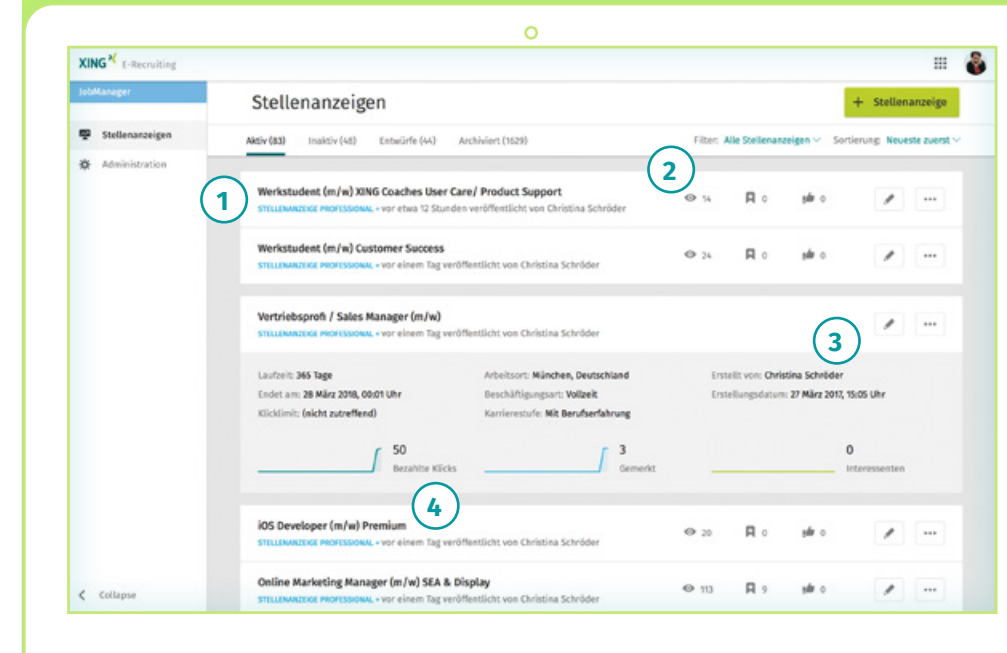 XING E-Recruiting
JobManager
Stellenanzeigen
Administration
Collapse
Stellenanzeigen
+ Stellenanzeige
Aktiv (83) Inaktiv (48) Entwürfe (44) Archiviert (1629)
Filter: Alle Stellenanzeigen Sortierung: Neueste zuerst
1
2
Werkstudent (m/w) XING Coaches User Care/ Product Support
14 0 0
STELLENANZEIGE PROFESSIONAL • vor etwa 12 Stunden veröffentlicht von Christina Schröder
Werkstudent (m/w) Customer Success
24 0 0
STELLENANZEIGE PROFESSIONAL • vor einem Tag veröffentlicht von Christina Schröder
Vertriebsprofi / Sales Manager (m/w)
STELLENANZEIGE PROFESSIONAL • vor einem Tag veröffentlicht von Christina Schröder
3
Laufzeit: 365 Tage Arbeitsort: München, Deutschland Erstellt von: Christina Schröder
Endet am: 28 März 2018, 00:01 Uhr Beschäftigungsart: Vollzeit Erstellungsdatum: 27 März 2017, 15:05 Uhr
Klicklimit: (nicht zutreffend) Karrierestufe: Mit Berufserfahrung
50 3 0
Bezahlte Klicks Gemerkt Interessenten
4
iOS Developer (m/w) Premium
20 0 0
STELLENANZEIGE PROFESSIONAL • vor einem Tag veröffentlicht von Christina Schröder
Online Marketing Manager (m/w) SEA & Display
113 9 0
STELLENANZEIGE PROFESSIONAL • vor einem Tag veröffentlicht von Christina Schröder